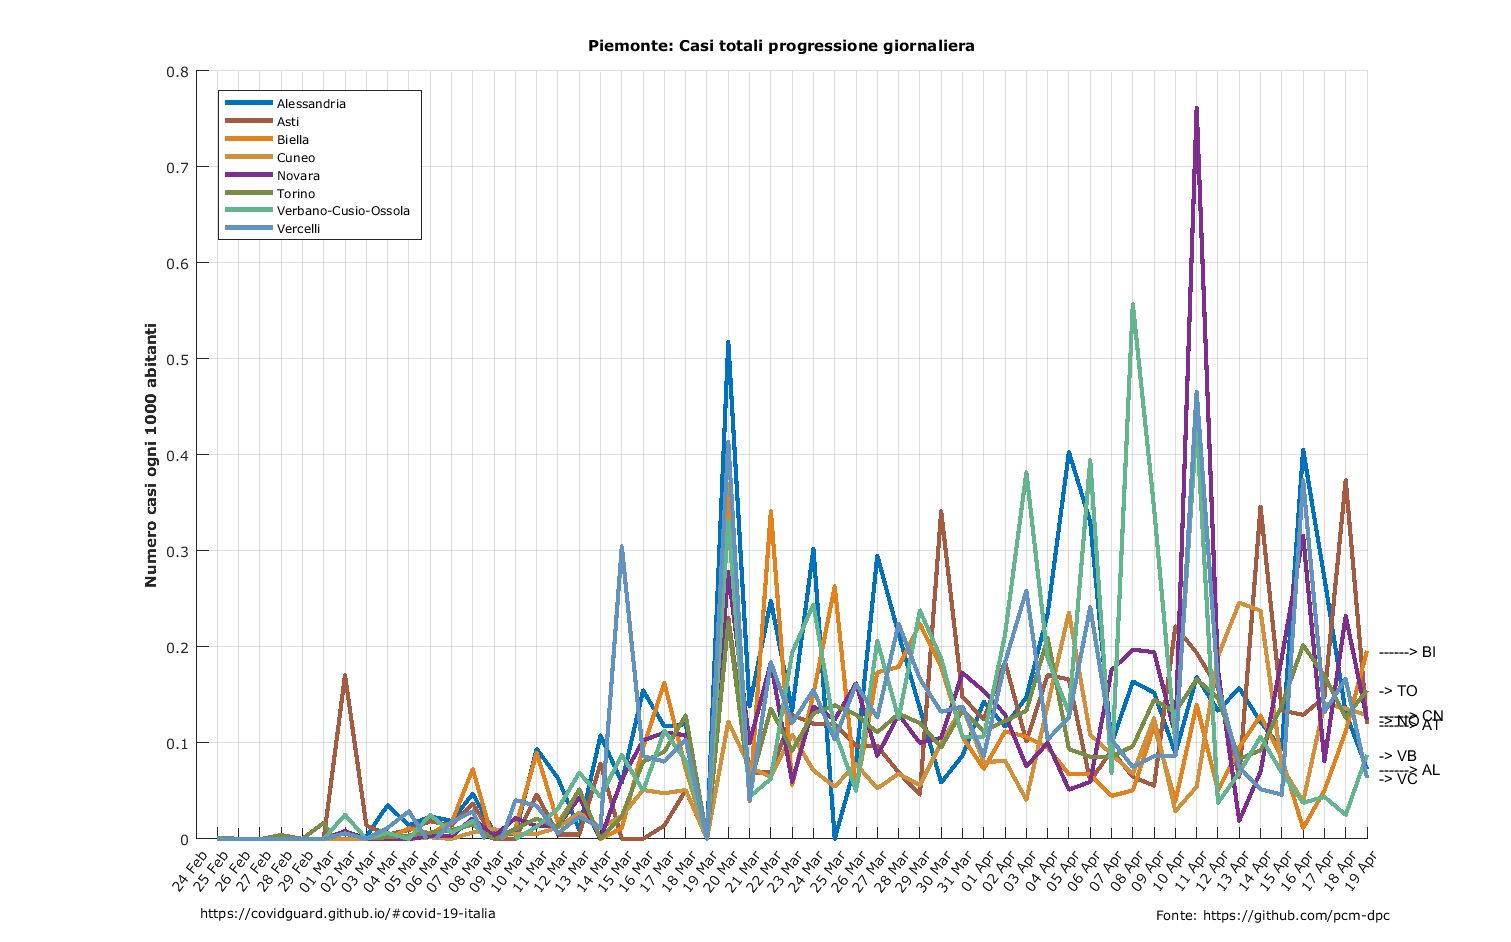 Piemonte: Casi totali progressione giornaliera
0.8
0.7
0.6
0.5
0.4
0.3
0.2
0.1
0
Numero casi ogni 1000 abitanti
Alessandria
Asti
Biella
Cuneo
Novara
Torino
Verbano-Cusio-Ossola
Vercelli
------> BI
-> TO
CN
AT
-> VB
AL
VC
24 Feb
25 Feb
26 Feb
27 Feb
28 Feb
29 Feb
01 Mar
02 Mar
03 Mar
04 Mar
05 Mar
06 Mar
07 Mar
08 Mar
09 Mar
10 Mar
11 Mar
12 Mar
13 Mar
14 Mar
15 Mar
16 Mar
17 Mar
18 Mar
19 Mar
20 Mar
21 Mar
22 Mar
23 Mar
24 Mar
25 Mar
26 Mar
27 Mar
28 Mar
29 Mar
30 Mar
31 Mar
01 Apr
02 Apr
03 Apr
04 Apr
05 Apr
06 Apr
07 Apr
08 Apr
09 Apr
10 Apr
11 Apr
12 Apr
13 Apr
14 Apr
15 Apr
16 Apr
17 Apr
18 Apr
19 Apr
https://covidguard.github.io/#covid-19-italia
Fonte: https://github.com/pcm-dpc